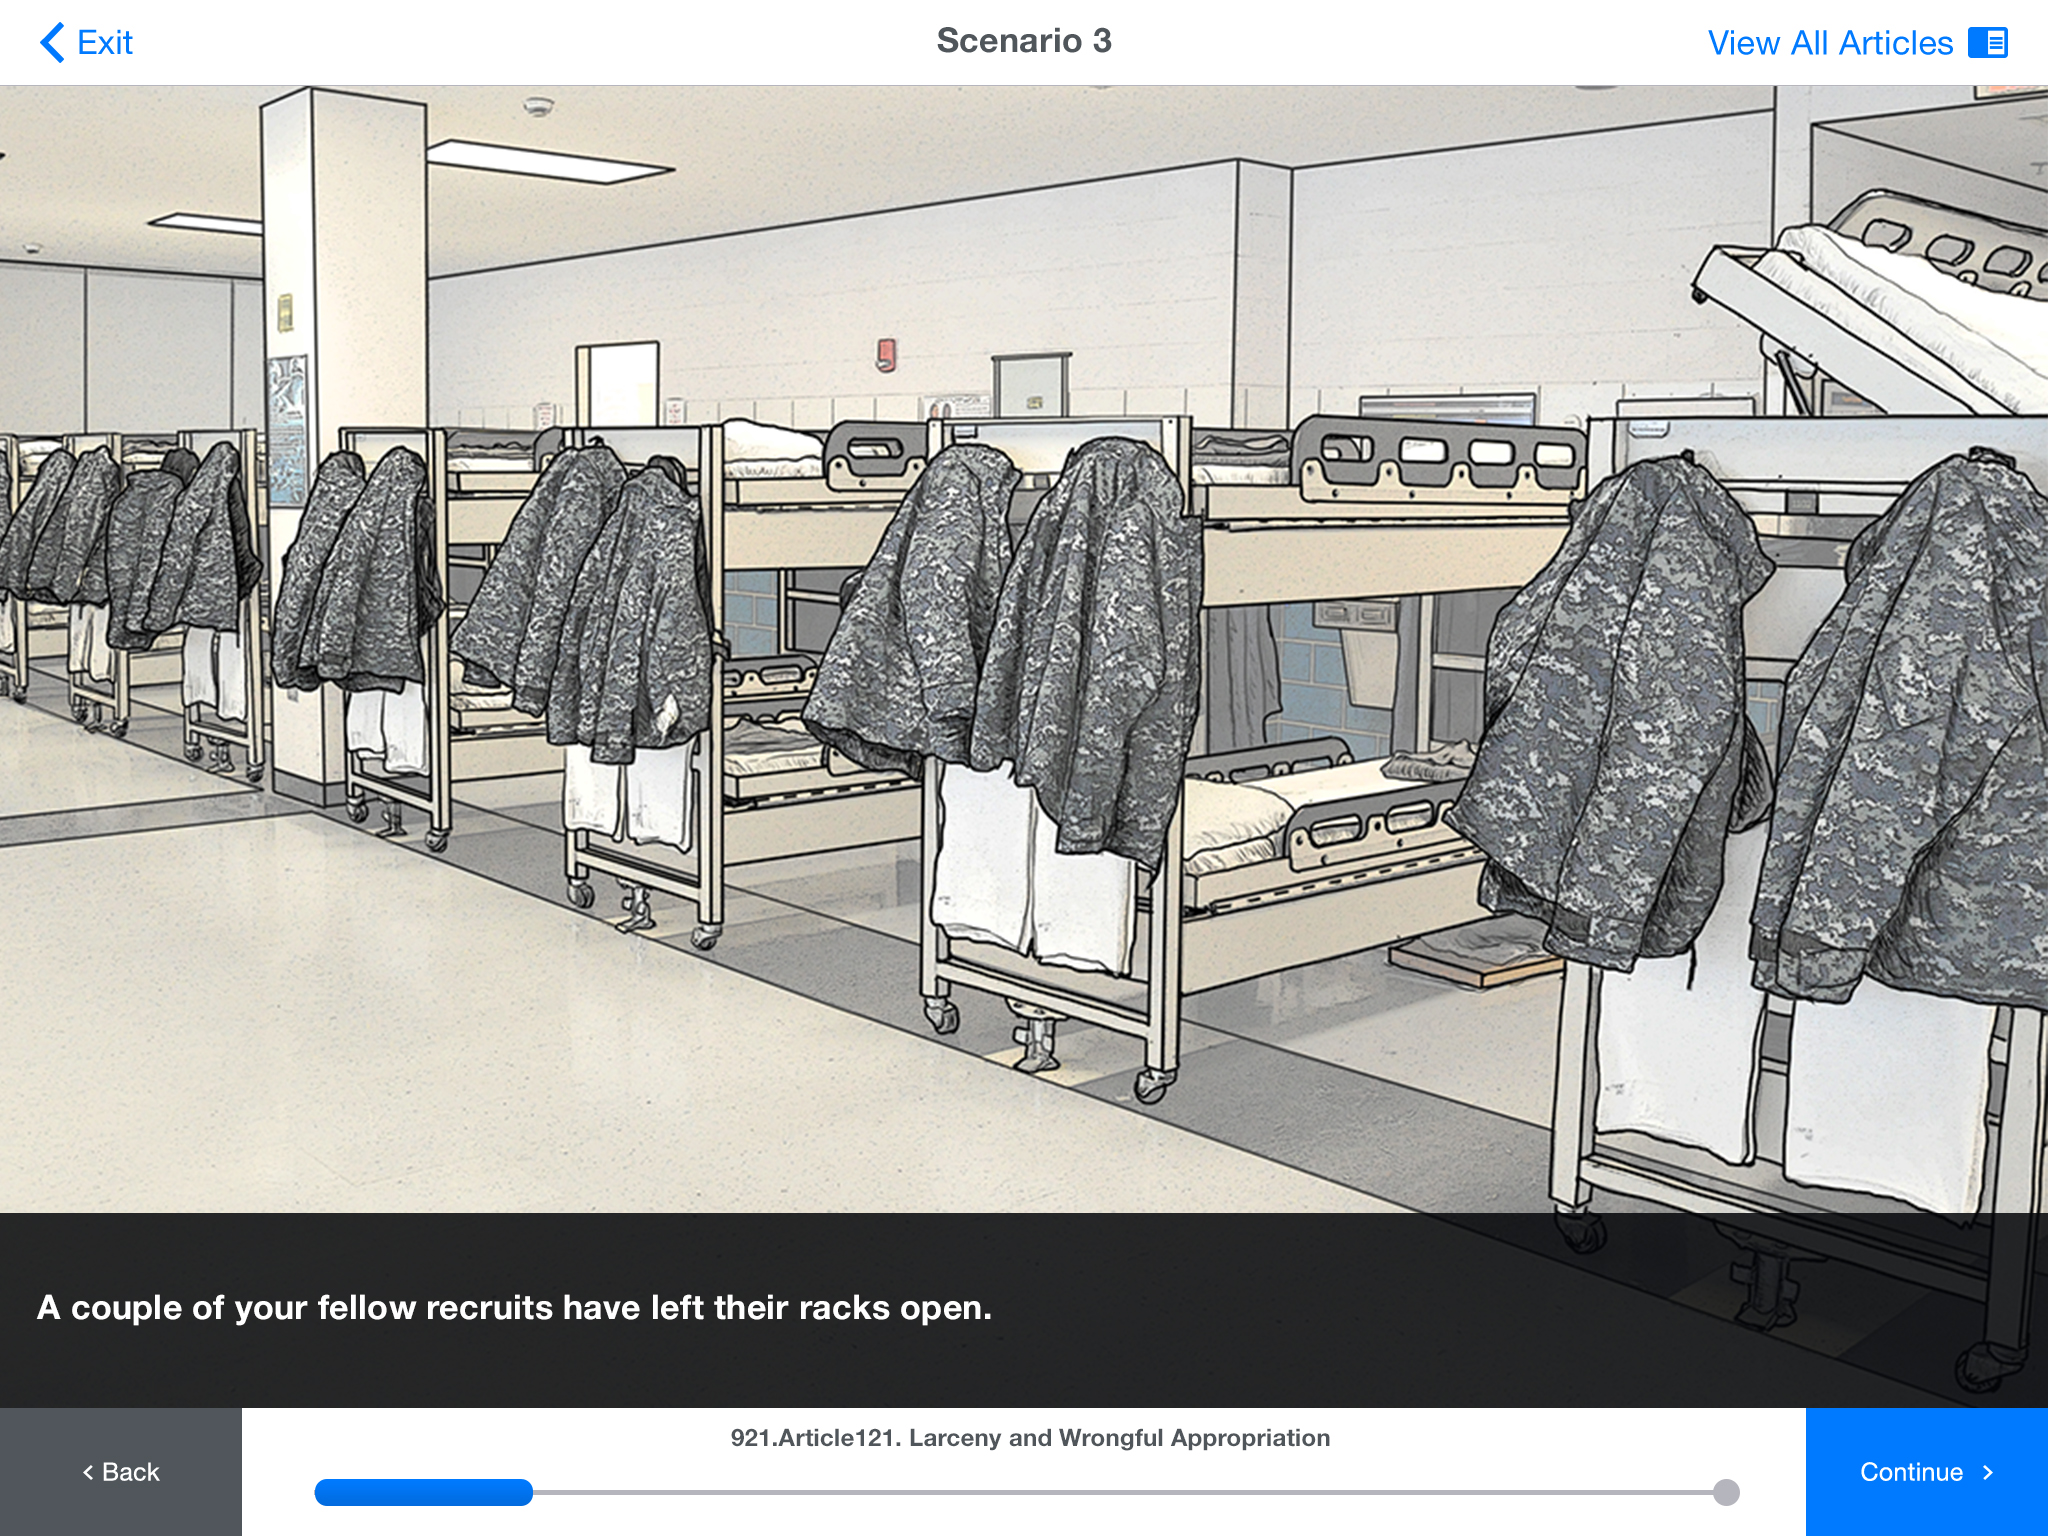 Exit
Scenario 3
View All Articles
A couple of your fellow recruits have left their racks open.
921.Article121. Larceny and Wrongful Appropriation
Back
Continue